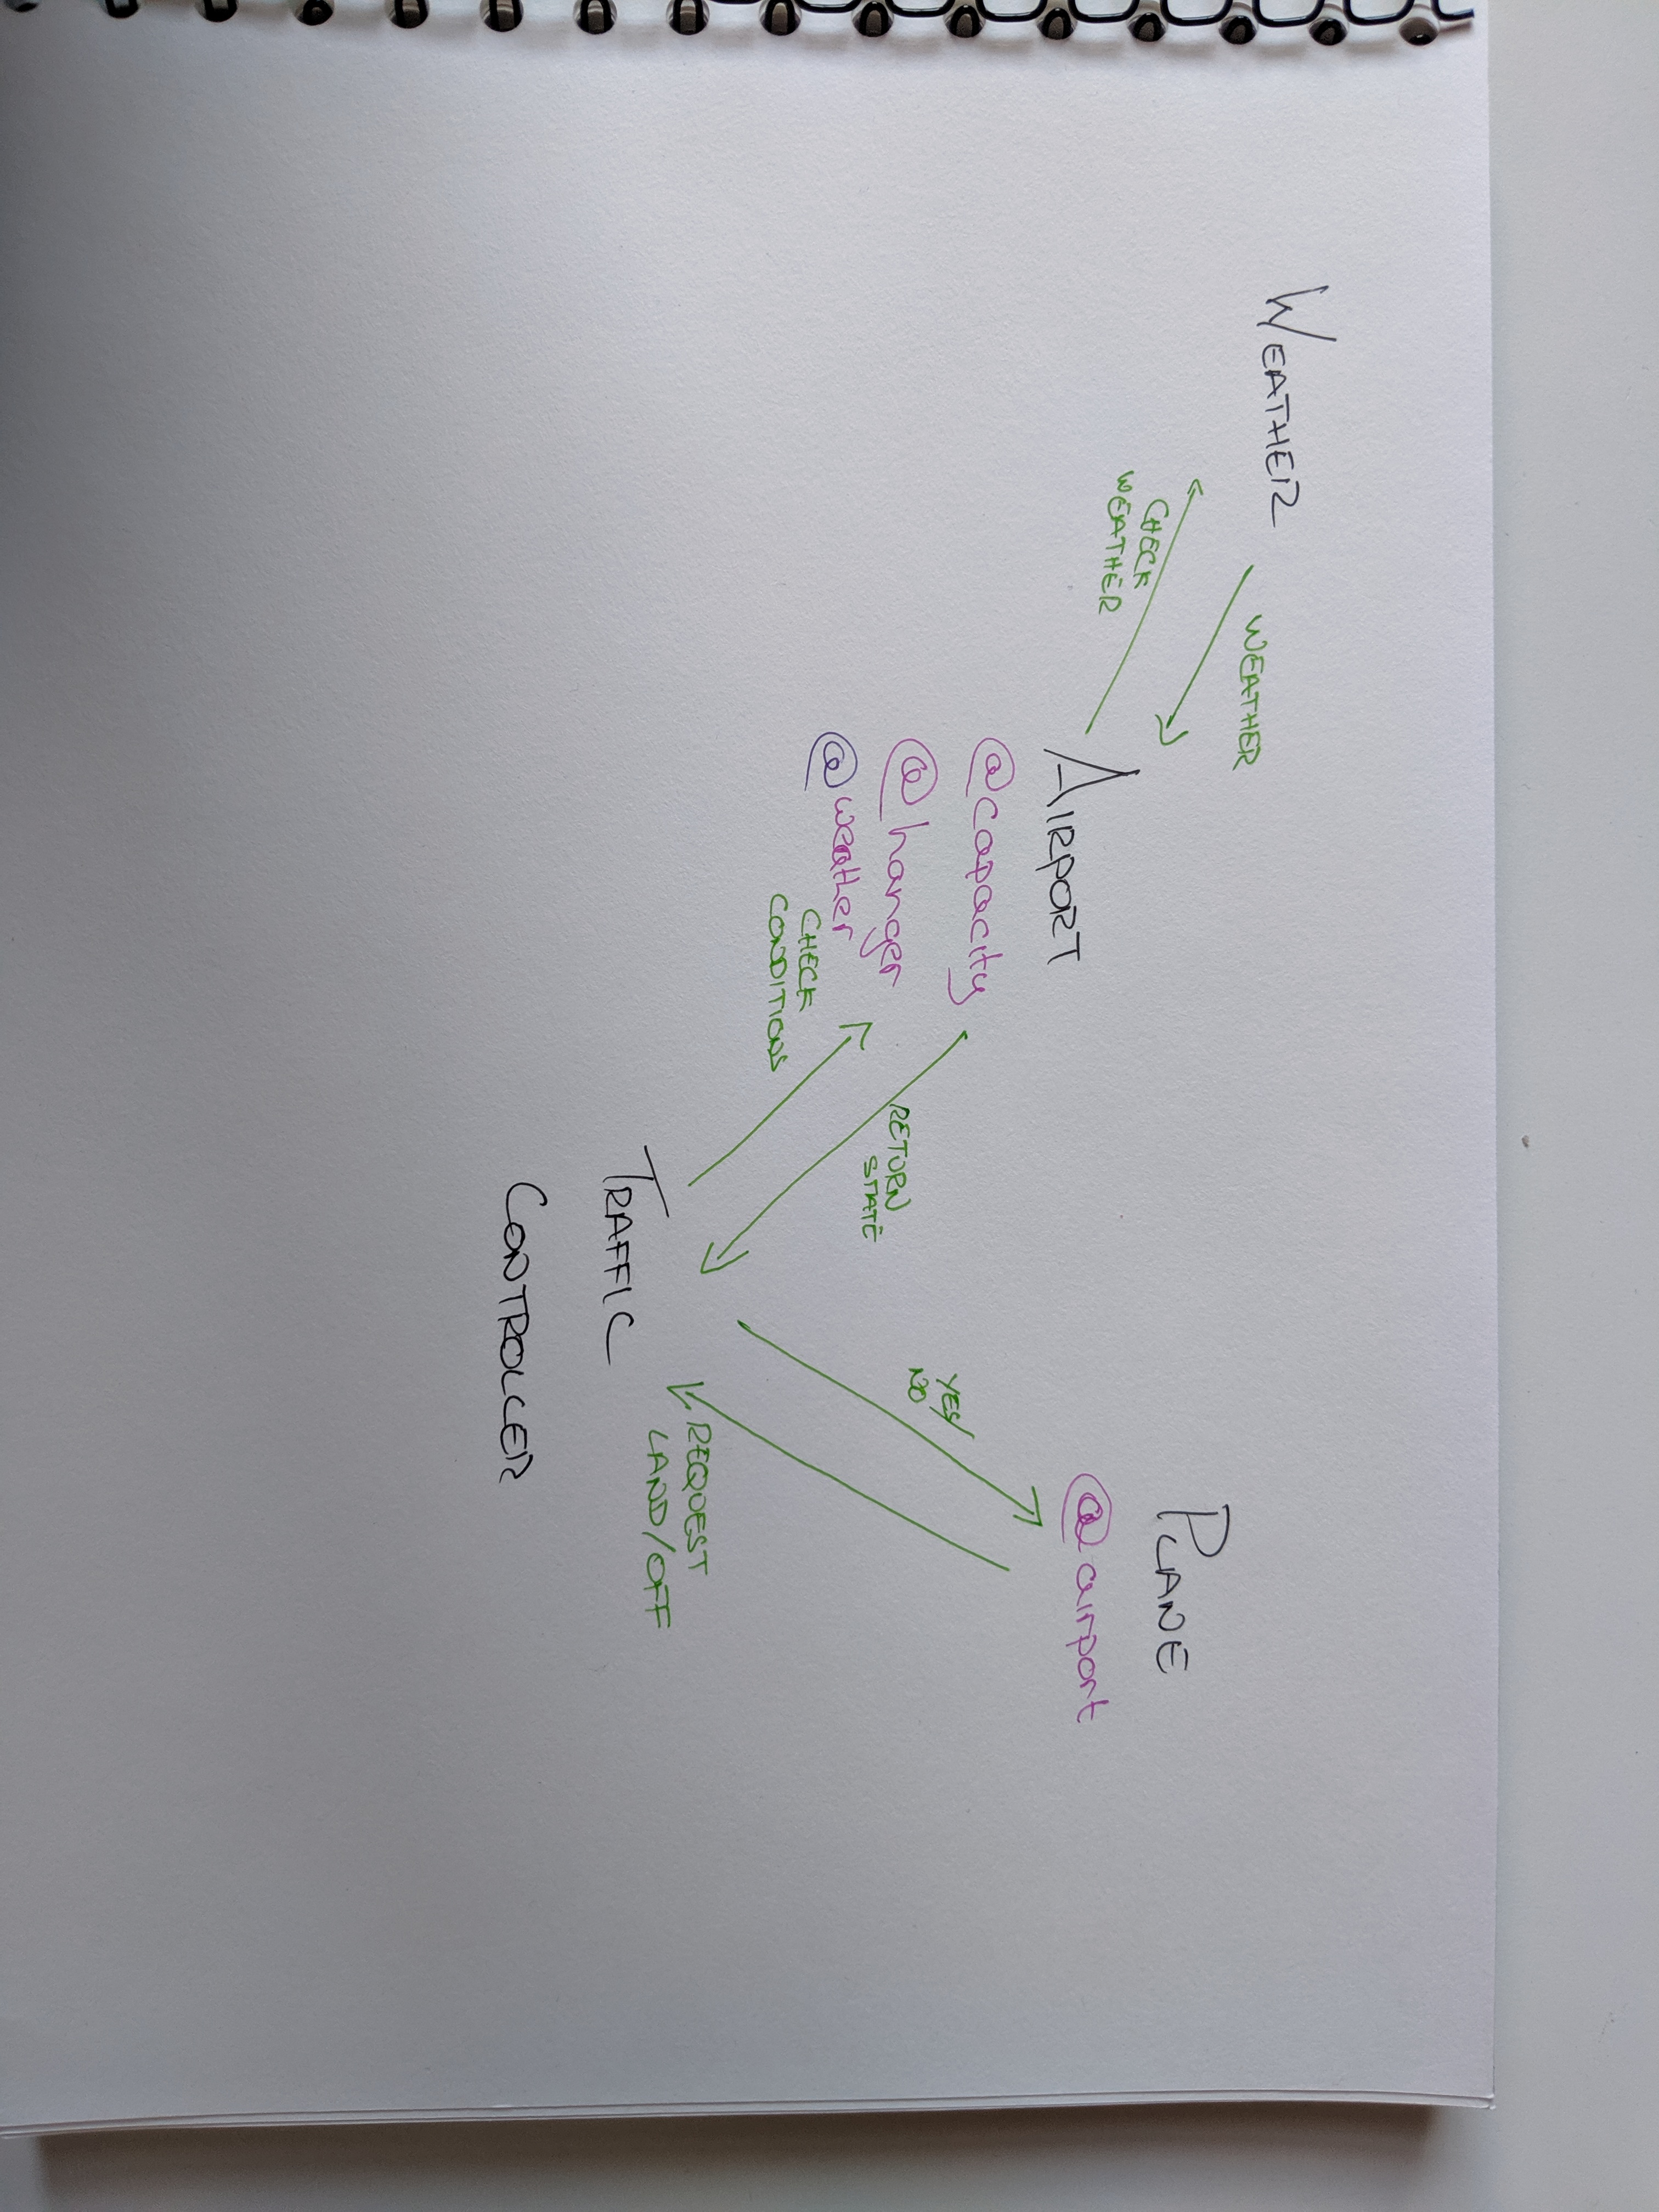 WEATHER
WEATHER
CHECK
WEATHER
AIRPORT
@capacity
@hanger
@weather
CHECK
CONDITIONS
RETURN
STATE
TRAFFIC
CONTROLLER
YES/
NO
REQUEST
LAND/OFF
PLANE
@airport